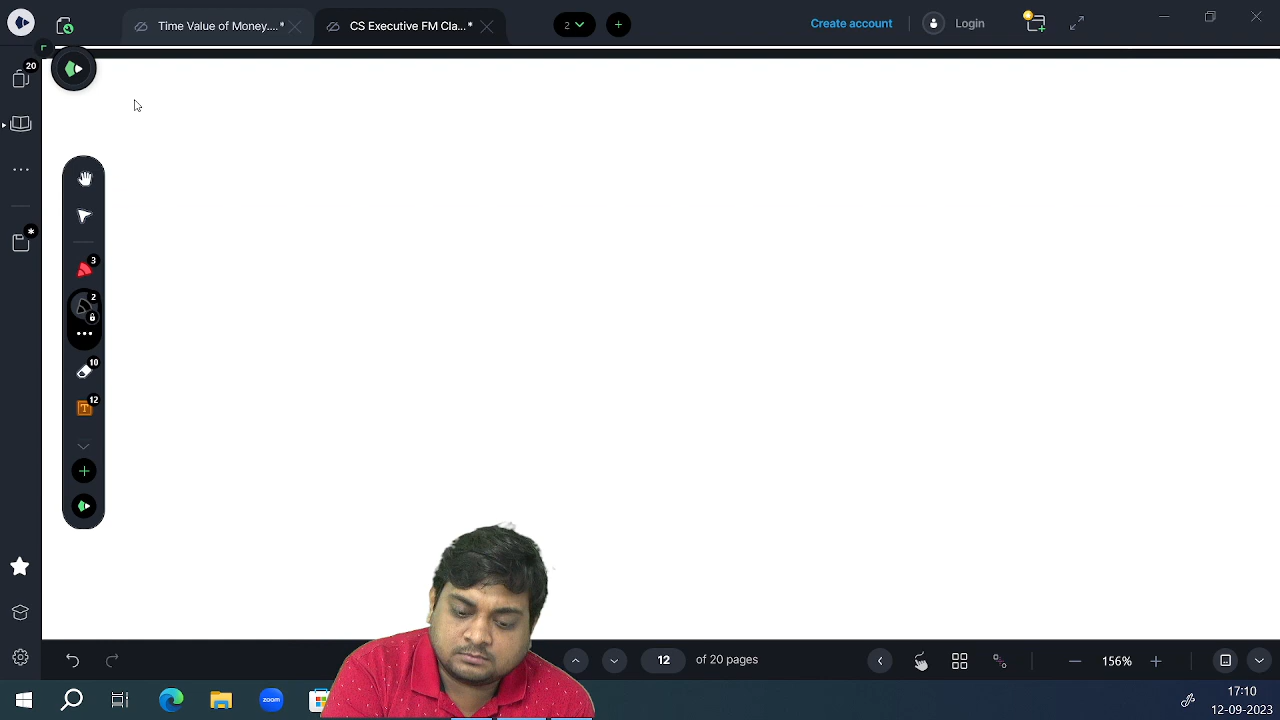 Time Value of Money....*
CS Executive FM Cla...*
2
Create account
Login
20
*
3
2
10
T
12
12
of 20 pages
156%
zoom
17:10
12-09-2023